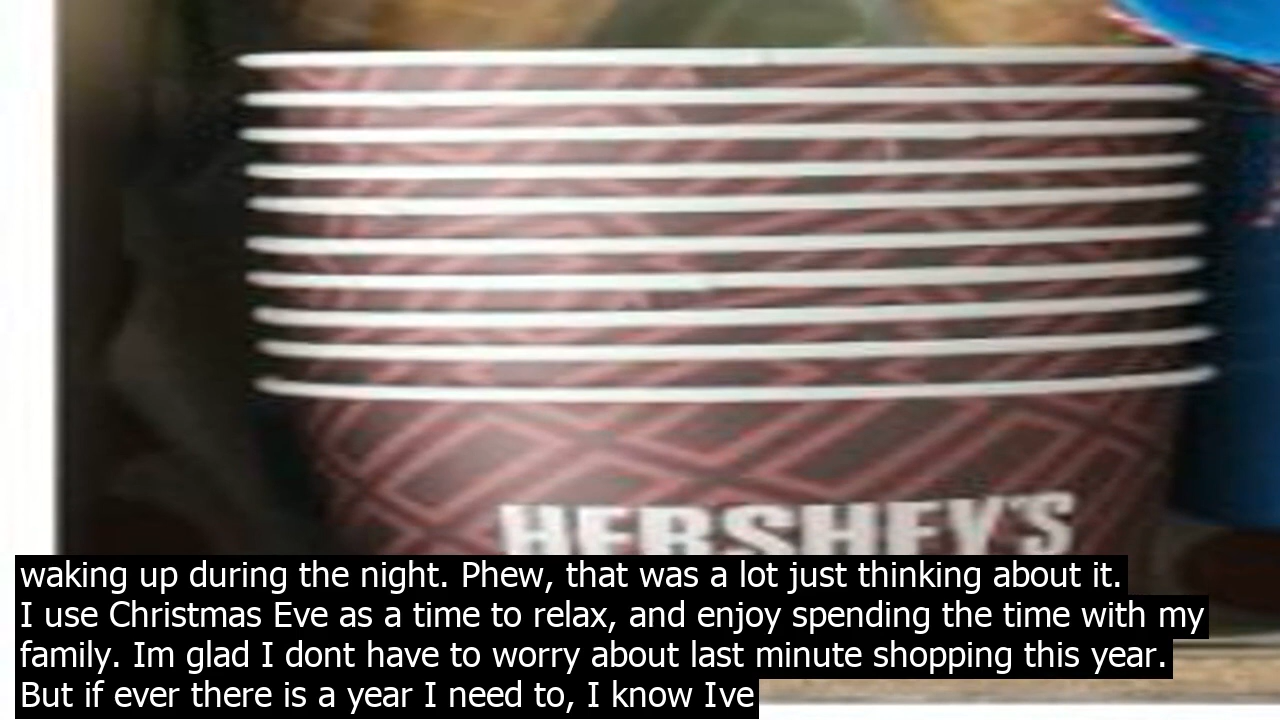 HERSHEY'S
waking up during the night. Phew, that was a lot just thinking about it.
I use Christmas Eve as a time to relax, and enjoy spending the time with my
family. Im glad I dont have to worry about last minute shopping this year.
But if ever there is a year I need to, I know Ive